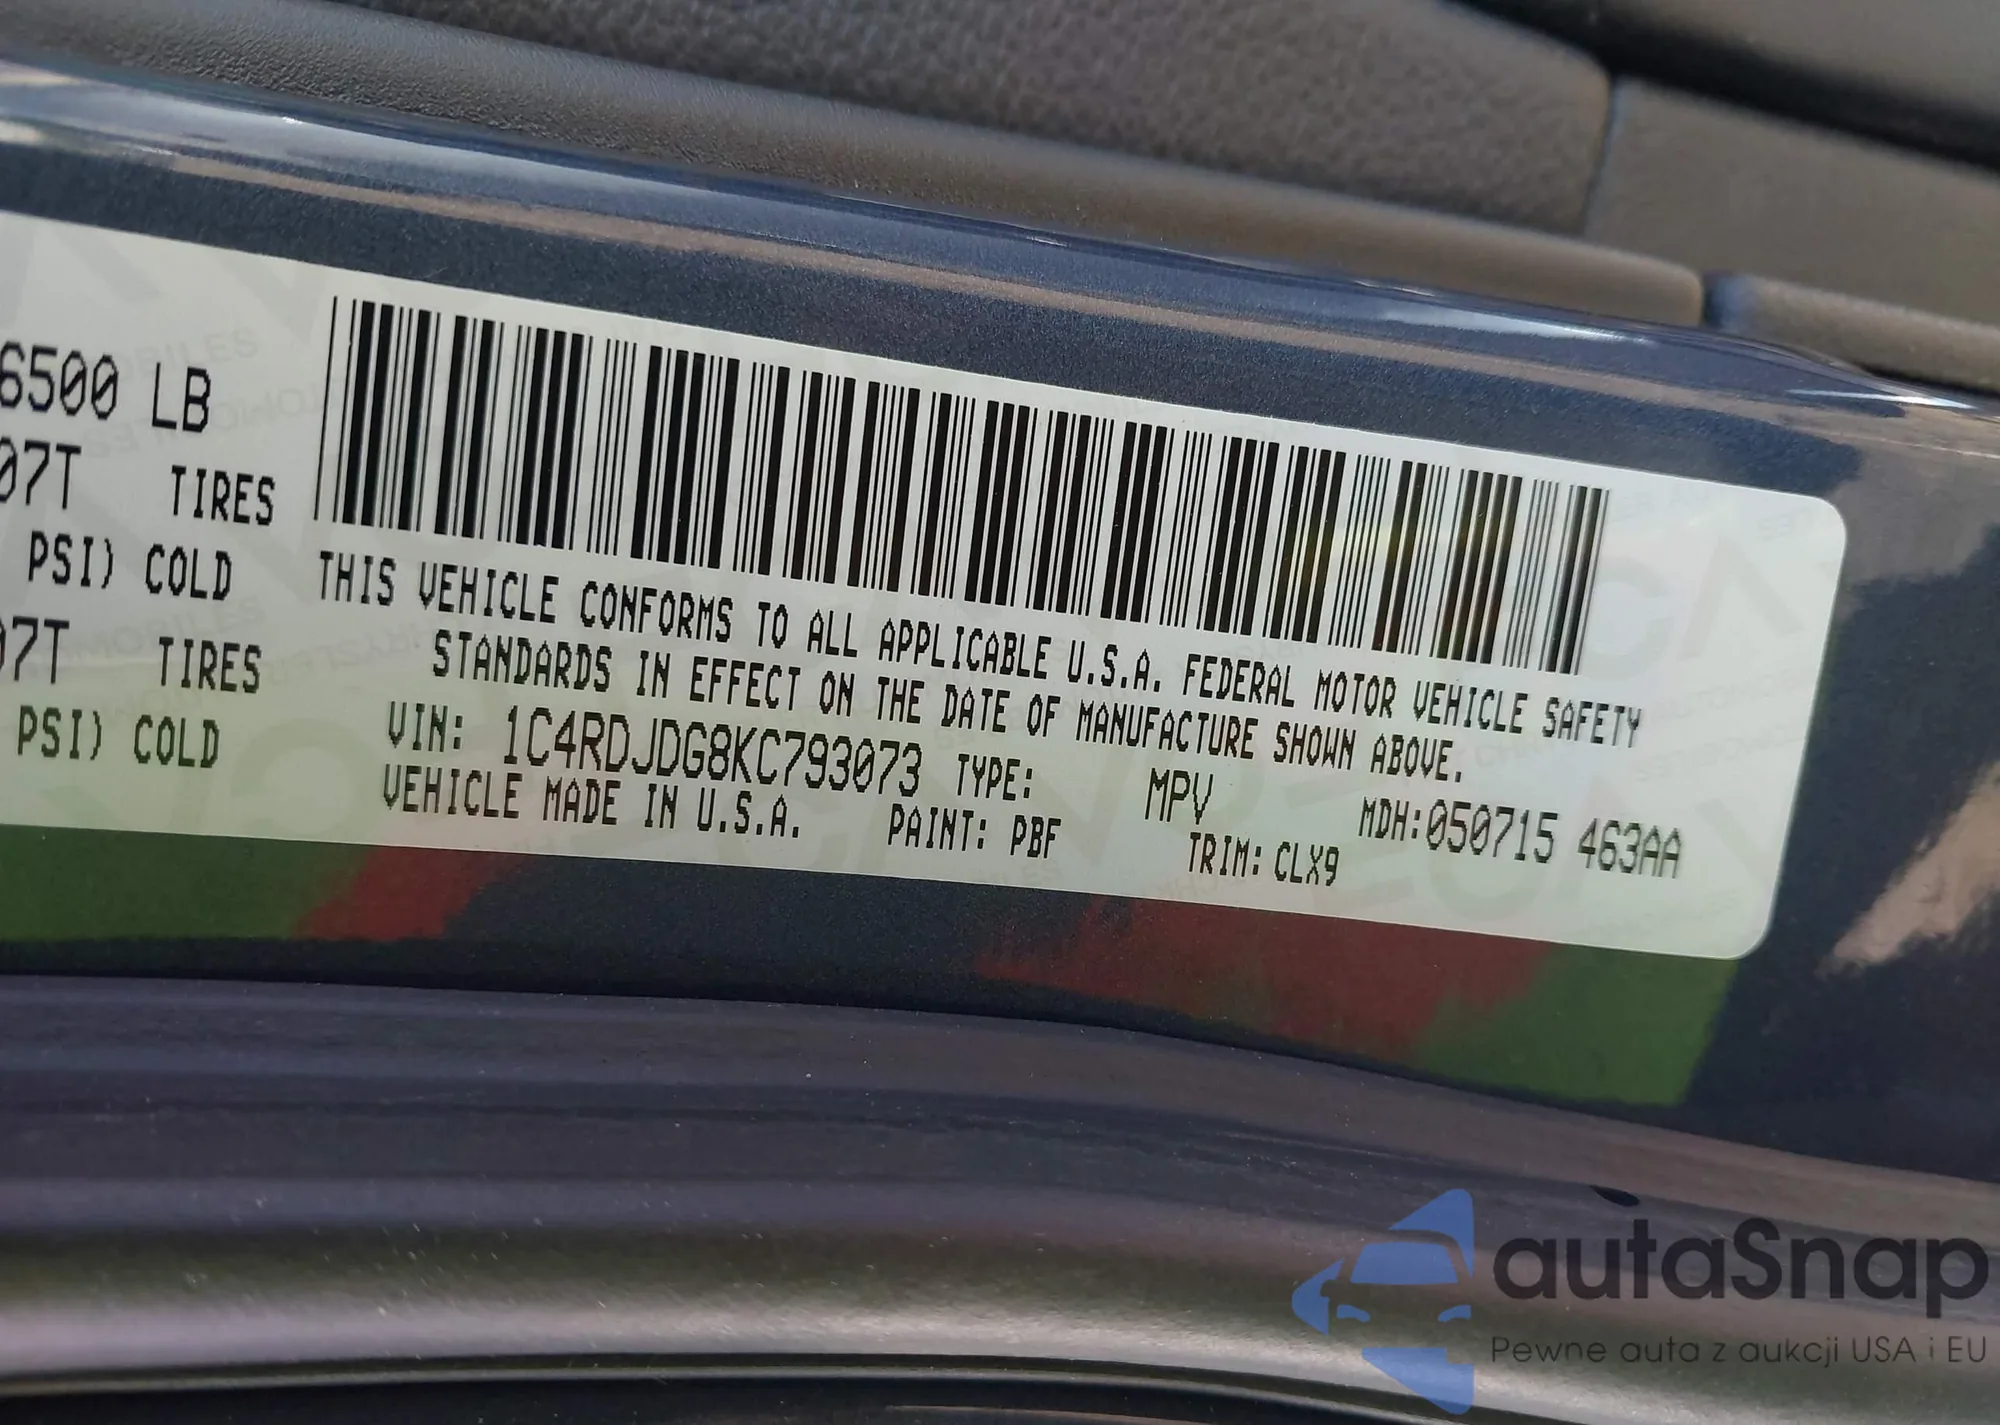 6500 LB
07T TIRES
PSI) COLD
07T TIRES
PSI) COLD
THIS VEHICLE CONFORMS TO ALL APPLICABLE U.S.A. FEDERAL MOTOR VEHICLE SAFETY
STANDARDS IN EFFECT ON THE DATE OF MANUFACTURE SHOWN ABOVE.
VIN: 1C4RDJDG8KC793073 TYPE: MPV MDH:050715 463AA
VEHICLE MADE IN U.S.A. PAINT: PBF TRIM: CLX9
autaSnap
Pewne auta z aukcji USA i EU